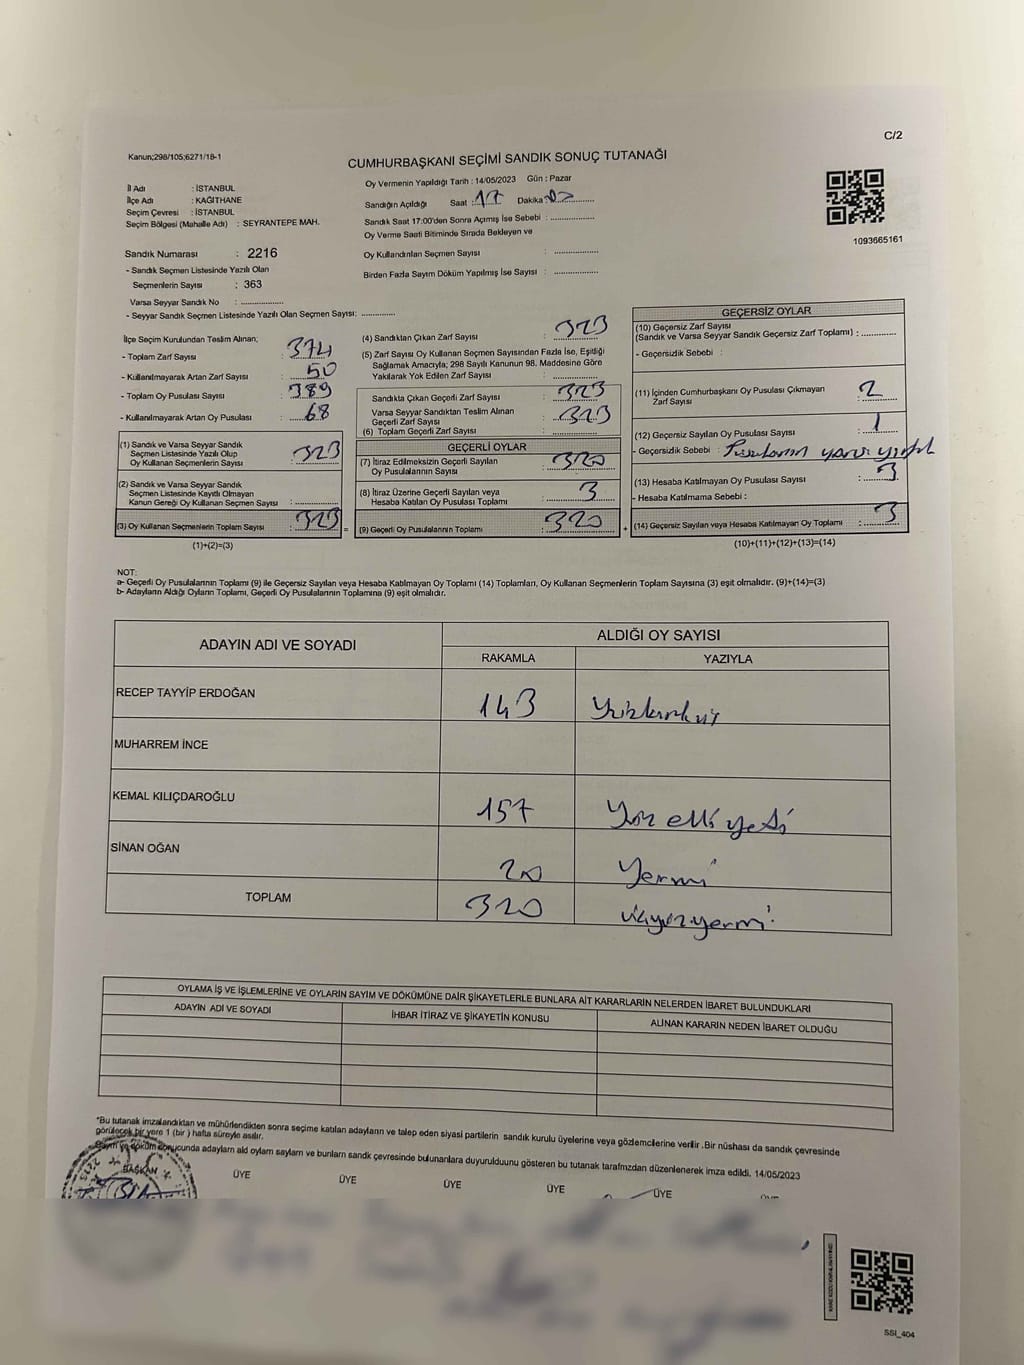 C/2
Kanun;298/105;6271/18-1
CUMHURBAŞKANI SEÇİMİ SANDIK SONUÇ TUTANAĞI
İl Adı : İSTANBUL
İlçe Adı : KAĞITHANE
Seçim Çevresi : İSTANBUL
Seçim Bölgesi (Mahalle Adı) : SEYRANTEPE MAH.
Oy Vermenin Yapıldığı Tarih : 14/05/2023 Gün : Pazar
Sandığın Açıldığı Saat : 17 Dakika
Sandık Saat 17:00'den Sonra Açımış İse Sebebi :
Oy Verme Saati Bitiminde Sırada Bekleyen ve
Oy Kullandırılan Seçmen Sayısı :
Birden Fazla Sayım Döküm Yapılmış İse Sayısı :
1093665161
Sandık Numarası : 2216
- Sandık Seçmen Listesinde Yazılı Olan
Seçmenlerin Sayısı : 363
Varsa Seyyar Sandık No :
- Seyyar Sandık Seçmen Listesinde Yazılı Olan Seçmen Sayısı:
İlçe Seçim Kurulundan Teslim Alınan;
- Toplam Zarf Sayısı : 374
- Kullanılmayarak Artan Zarf Sayısı : 50
- Toplam Oy Pusulası Sayısı : 389
- Kullanılmayarak Artan Oy Pusulası : 68
(1) Sandık ve Varsa Seyyar Sandık
Seçmen Listesinde Yazılı Olup
Oy Kullanan Seçmenlerin Sayısı : 323
(2) Sandık ve Varsa Seyyar Sandık
Seçmen Listesinde Kayıtlı Olmayan
Kanun Gereği Oy Kullanan Seçmen Sayısı :
(3) Oy Kullanan Seçmenlerin Toplam Sayısı : 323 =
(1)+(2)=(3)
(4) Sandıktan Çıkan Zarf Sayısı : 323
(5) Zarf Sayısı Oy Kullanan Seçmen Sayısından Fazla İse, Eşitliği
Sağlamak Amacıyla; 298 Sayılı Kanunun 98. Maddesine Göre
Yakılarak Yok Edilen Zarf Sayısı :
Sandıkta Çıkan Geçerli Zarf Sayısı : 323
Varsa Seyyar Sandıktan Teslim Alınan
Geçerli Zarf Sayısı : 323
(6) Toplam Geçerli Zarf Sayısı :
GEÇERLİ OYLAR
(7) İtiraz Edilmeksizin Geçerli Sayılan
Oy Pusulalarının Sayısı : 320
(8) İtiraz Üzerine Geçerli Sayılan veya
Hesaba Katılan Oy Pusulası Toplamı : 3
(9) Geçerli Oy Pusulalarının Toplamı : 320 +
GEÇERSİZ OYLAR
(10) Geçersiz Zarf Sayısı
(Sandık ve Varsa Seyyar Sandık Geçersiz Zarf Toplamı) :
- Geçersizlik Sebebi :
(11) İçinden Cumhurbaşkanı Oy Pusulası Çıkmayan
Zarf Sayısı : 2
(12) Geçersiz Sayılan Oy Pusulası Sayısı : 1
- Geçersizlik Sebebi : Pusulanın yarısı yırtık
(13) Hesaba Katılmayan Oy Pusulası Sayısı : 3
- Hesaba Katılmama Sebebi :
(14) Geçersiz Sayılan veya Hesaba Katılmayan Oy Toplamı : 3
(10)+(11)+(12)+(13)=(14)
NOT:
a- Geçerli Oy Pusulalarının Toplamı (9) ile Geçersiz Sayılan veya Hesaba Katılmayan Oy Toplamı (14) Toplamları, Oy Kullanan Seçmenlerin Toplam Sayısına (3) eşit olmalıdır. (9)+(14)=(3)
b- Adayların Aldığı Oyların Toplamı, Geçerli Oy Pusulalarının Toplamına (9) eşit olmalıdır.
ADAYIN ADI VE SOYADI
ALDIĞI OY SAYISI
RAKAMLA YAZIYLA
RECEP TAYYİP ERDOĞAN 143
MUHARREM İNCE
KEMAL KILIÇDAROĞLU 157 Yüz elli yedi
SİNAN OĞAN 20 Yermi
TOPLAM 320 üçyüzyermi
OYLAMA İŞ VE İŞLEMLERİNE VE OYLARIN SAYIM VE DÖKÜMÜNE DAİR ŞİKAYETLERLE BUNLARA AİT KARARLARIN NELERDEN İBARET BULUNDUKLARI
ADAYIN ADI VE SOYADI İHBAR İTİRAZ VE ŞİKAYETİN KONUSU ALINAN KARARIN NEDEN İBARET OLDUĞU
*Bu tutanak imzalandıktan ve mühürlendikten sonra seçime katılan adayların ve talep eden siyasi partilerin sandık kurulu üyelerine veya gözlemcilerine verilir .Bir nüshası da sandık çevresinde
görülecek bir yere 1 (bir ) hafta süreyle asılır.
Sayım ve döküm sonucunda adayların aldı oyların sayların ve bunların sandık çevresinde bulunanlara duyurulduunu gösteren bu tutanak tarafımzdan düzenlenerek imza edildi. 14/05/2023
BAŞKAN ÜYE ÜYE ÜYE ÜYE ÜYE
SSI_404